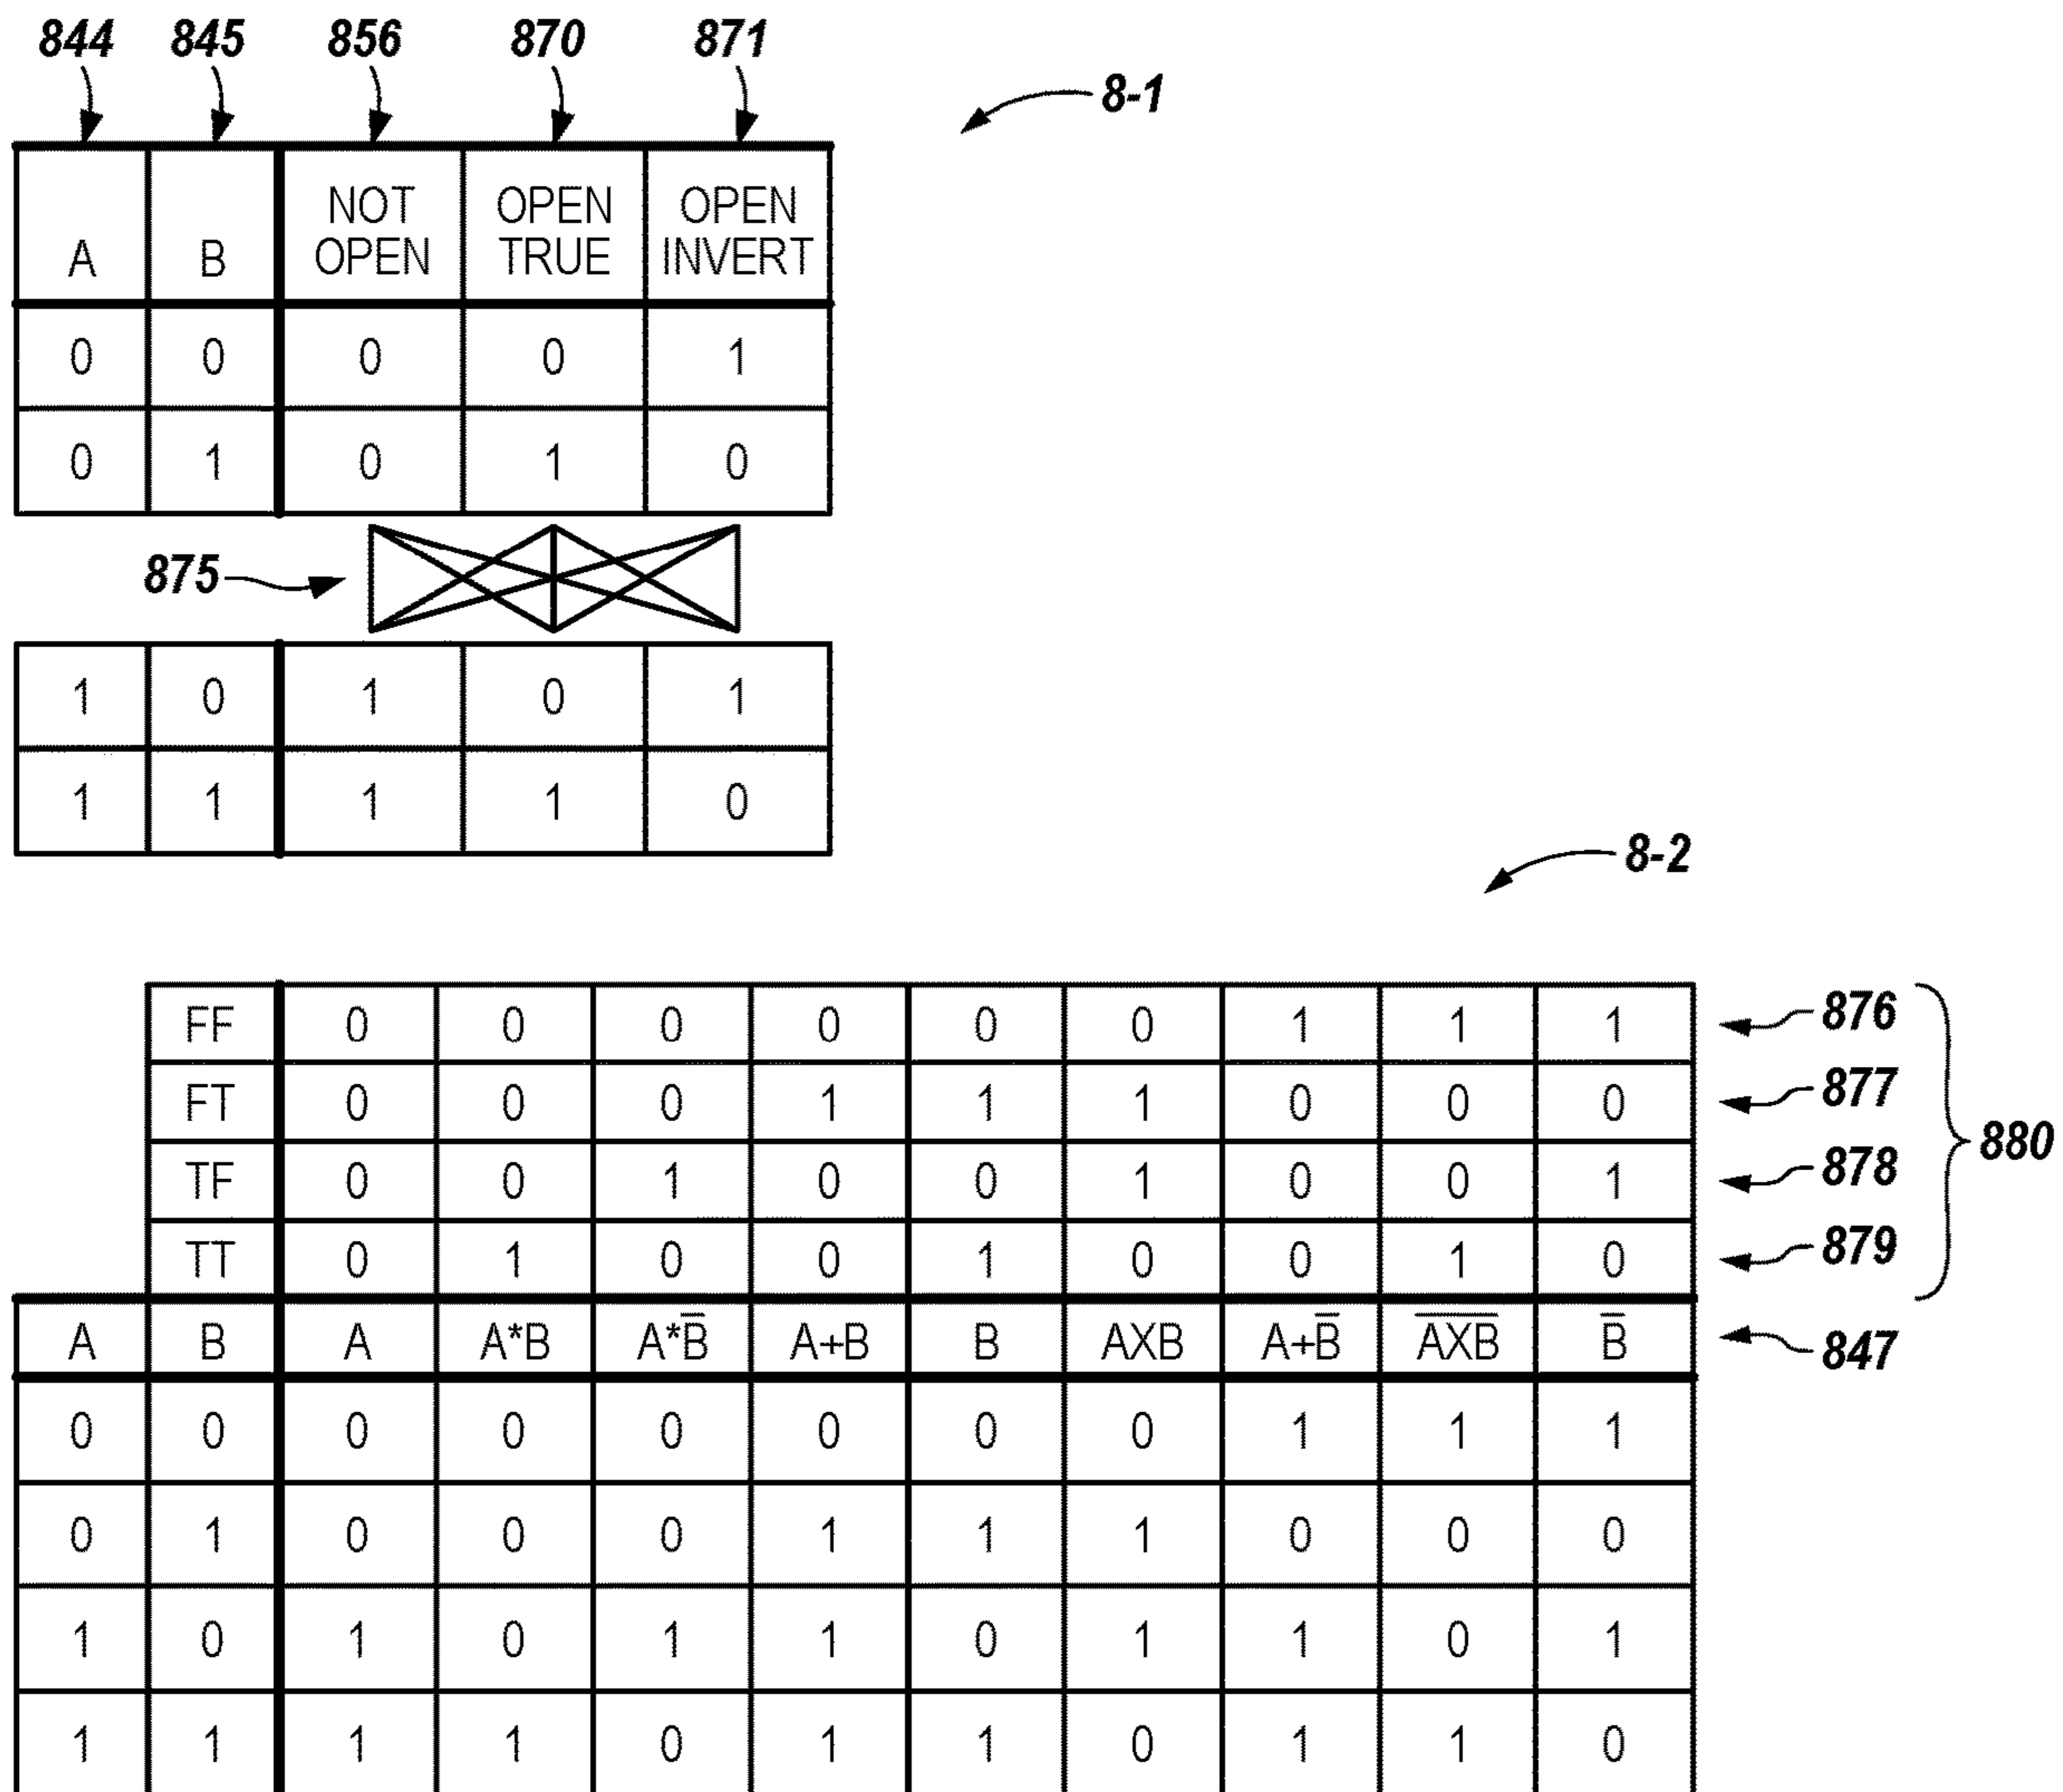 844 845 856 870 871
8-1
A B NOT OPEN OPEN TRUE OPEN INVERT
0 0 0 0 1
0 1 0 1 0
875
1 0 1 0 1
1 1 1 1 0
8-2
FF 0 0 0 0 0 0 1 1 1 876
FT 0 0 0 1 1 1 0 0 0 877
880
TF 0 0 1 0 0 1 0 0 1 878
TT 0 1 0 0 1 0 0 1 0 879
A B A A*B A*B̅ A+B B AXB A+B̅ A̅X̅B̅ B̅ 847
0 0 0 0 0 0 0 0 1 1 1
0 1 0 0 0 1 1 1 0 0 0
1 0 1 0 1 1 0 1 1 0 1
1 1 1 1 0 1 1 0 1 1 0